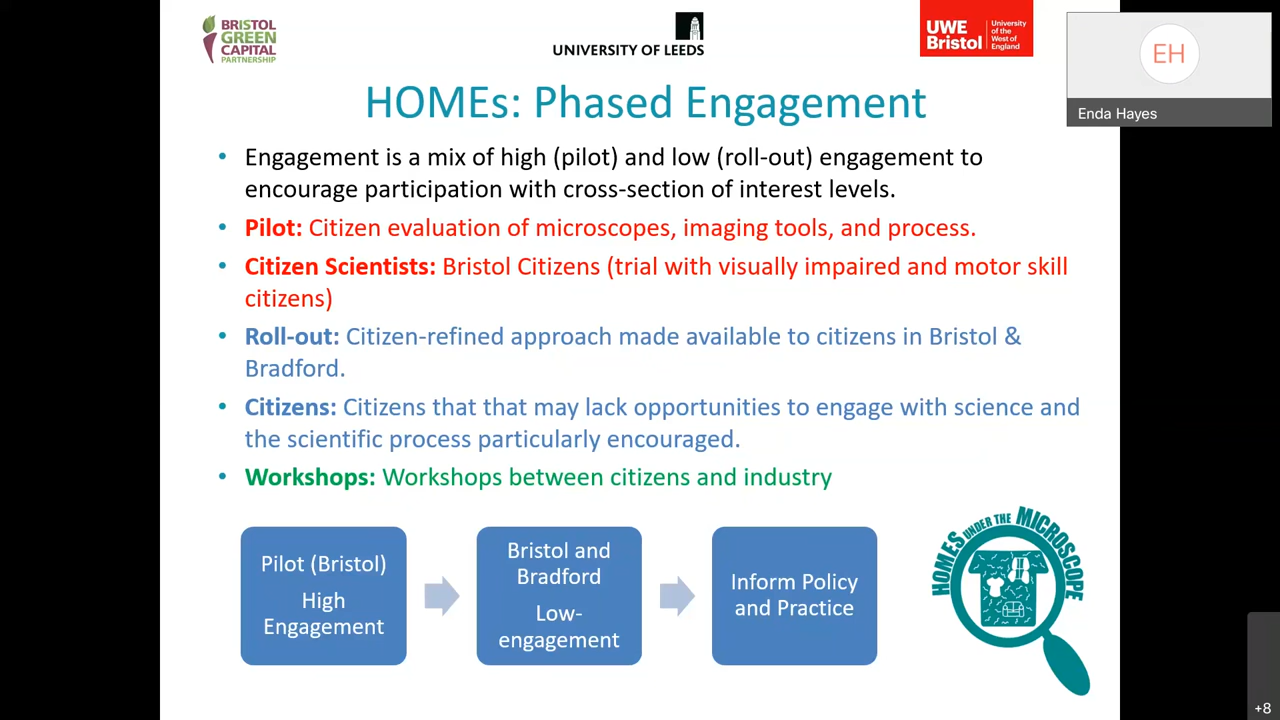 BRISTOL
GREEN
CAPITAL
PARTNERSHIP
UNIVERSITY OF LEEDS
UWE
Bristol
University
of the
West of
England
EH
Enda Hayes
HOMEs: Phased Engagement
• Engagement is a mix of high (pilot) and low (roll-out) engagement to
encourage participation with cross-section of interest levels.
• Pilot: Citizen evaluation of microscopes, imaging tools, and process.
• Citizen Scientists: Bristol Citizens (trial with visually impaired and motor skill
citizens)
• Roll-out: Citizen-refined approach made available to citizens in Bristol &
Bradford.
• Citizens: Citizens that that may lack opportunities to engage with science and
the scientific process particularly encouraged.
• Workshops: Workshops between citizens and industry
Pilot (Bristol)
High
Engagement
Bristol and
Bradford
Low-
engagement
Inform Policy
and Practice
HOMES UNDER THE MICROSCOPE
+8